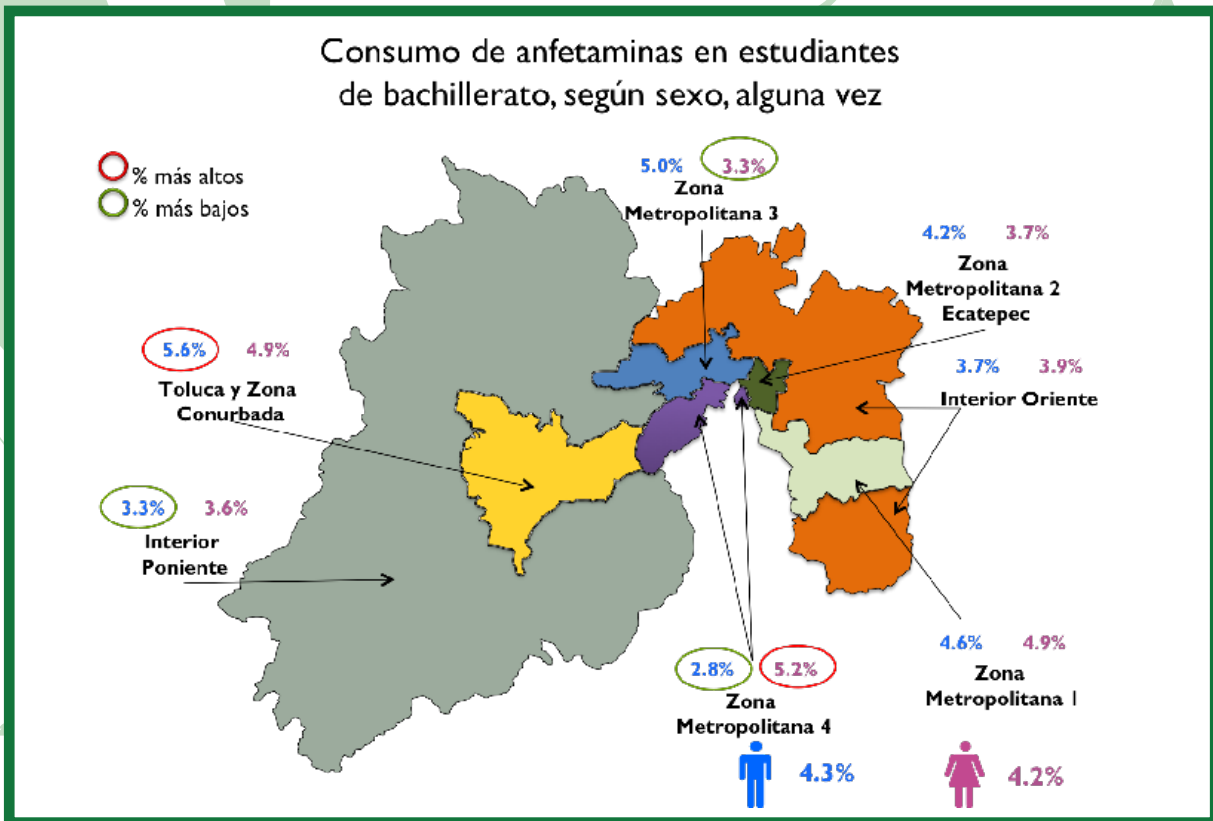 Consumo de anfetaminas en estudiantes
de bachillerato, según sexo, alguna vez
% más altos
% más bajos
5.0% 3.3%
Zona
Metropolitana 3
4.2% 3.7%
Zona
Metropolitana 2
Ecatepec
5.6% 4.9%
Toluca y Zona
Conurbada
3.7% 3.9%
Interior Oriente
3.3% 3.6%
Interior
Poniente
2.8% 5.2%
Zona
Metropolitana 4
4.6% 4.9%
Zona
Metropolitana 1
4.3% 4.2%